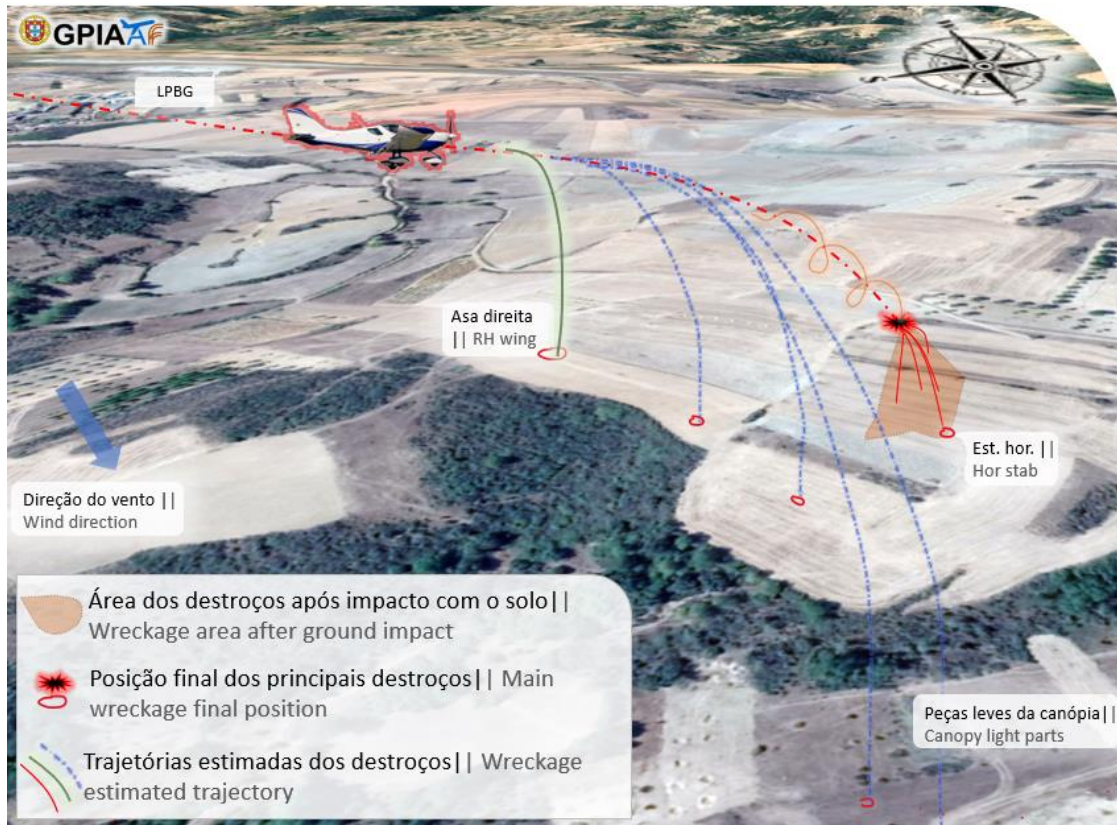 GPIAAF
LPBG
Asa direita
|| RH wing
Est. hor. ||
Hor stab
Direção do vento ||
Wind direction
Área dos destroços após impacto com o solo||
Wreckage area after ground impact
Posição final dos principais destroços|| Main
wreckage final position
Trajetórias estimadas dos destroços|| Wreckage
estimated trajectory
Peças leves da canópia||
Canopy light parts